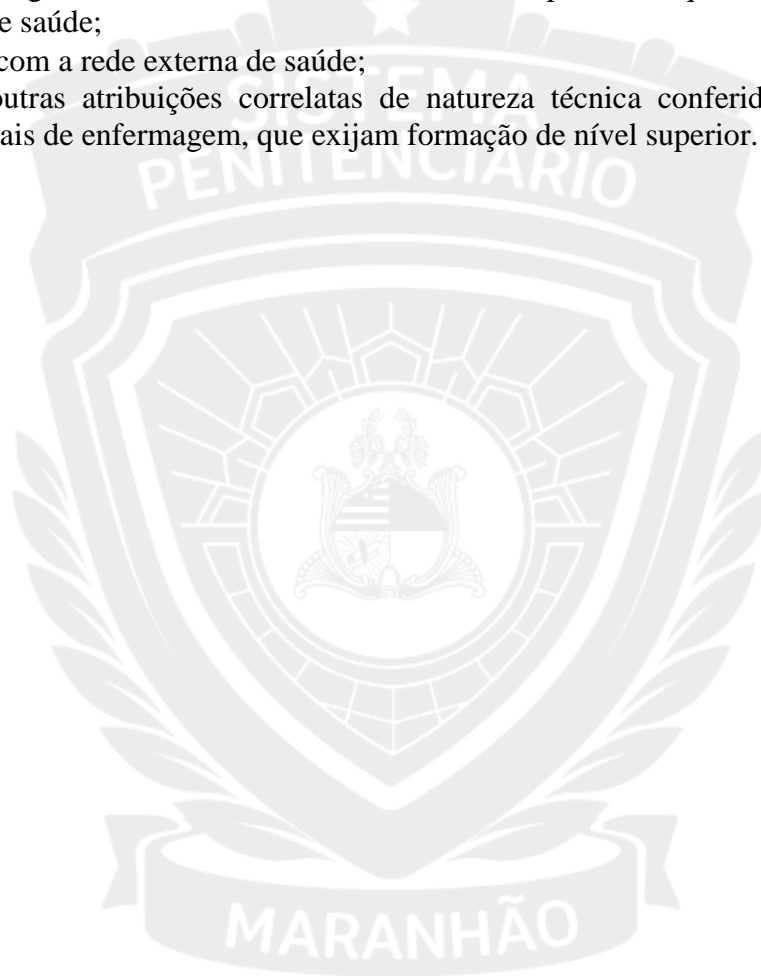 e saúde;
com a rede externa de saúde;
outras atribuições correlatas de natureza técnica conferid
ais de enfermagem, que exijam formação de nível superior.
SISTEMA
PENITENCIÁRIO
MARANHÃO